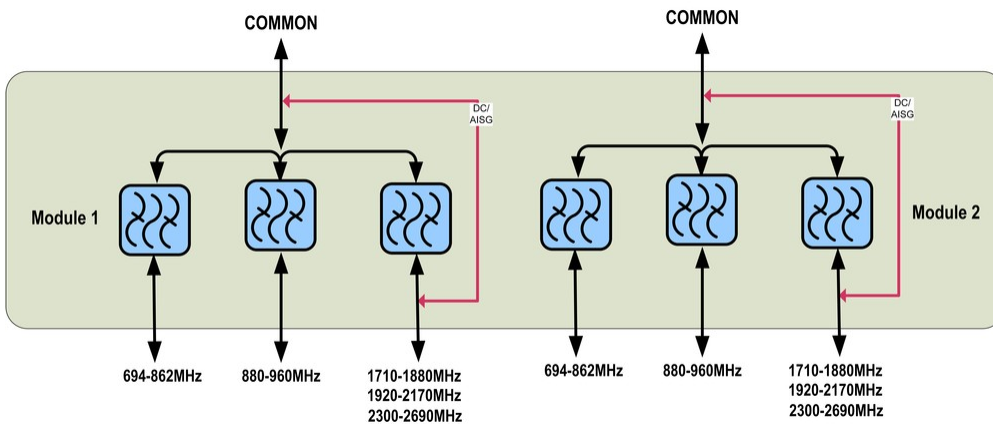 COMMON
COMMON
DC/
AISG
DC/
AISG
Module 1
Module 2
694-862MHz
880-960MHz
1710-1880MHz
1920-2170MHz
2300-2690MHz
694-862MHz
880-960MHz
1710-1880MHz
1920-2170MHz
2300-2690MHz